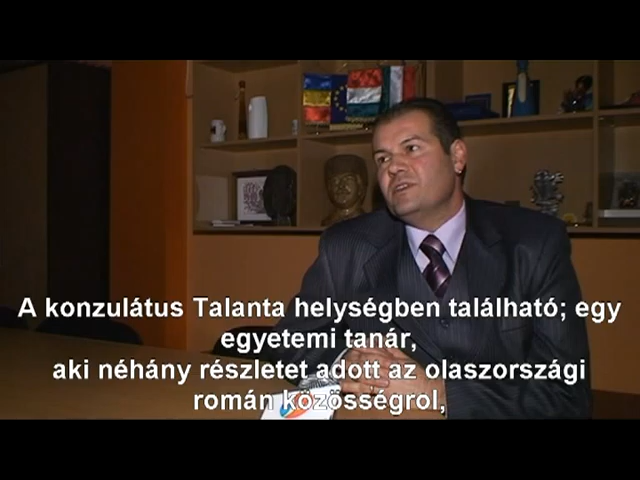 A konzulátus Talanta helységben található; egy
egyetemi tanár,
aki néhány részletet adott az olaszországi
román közösségrol,